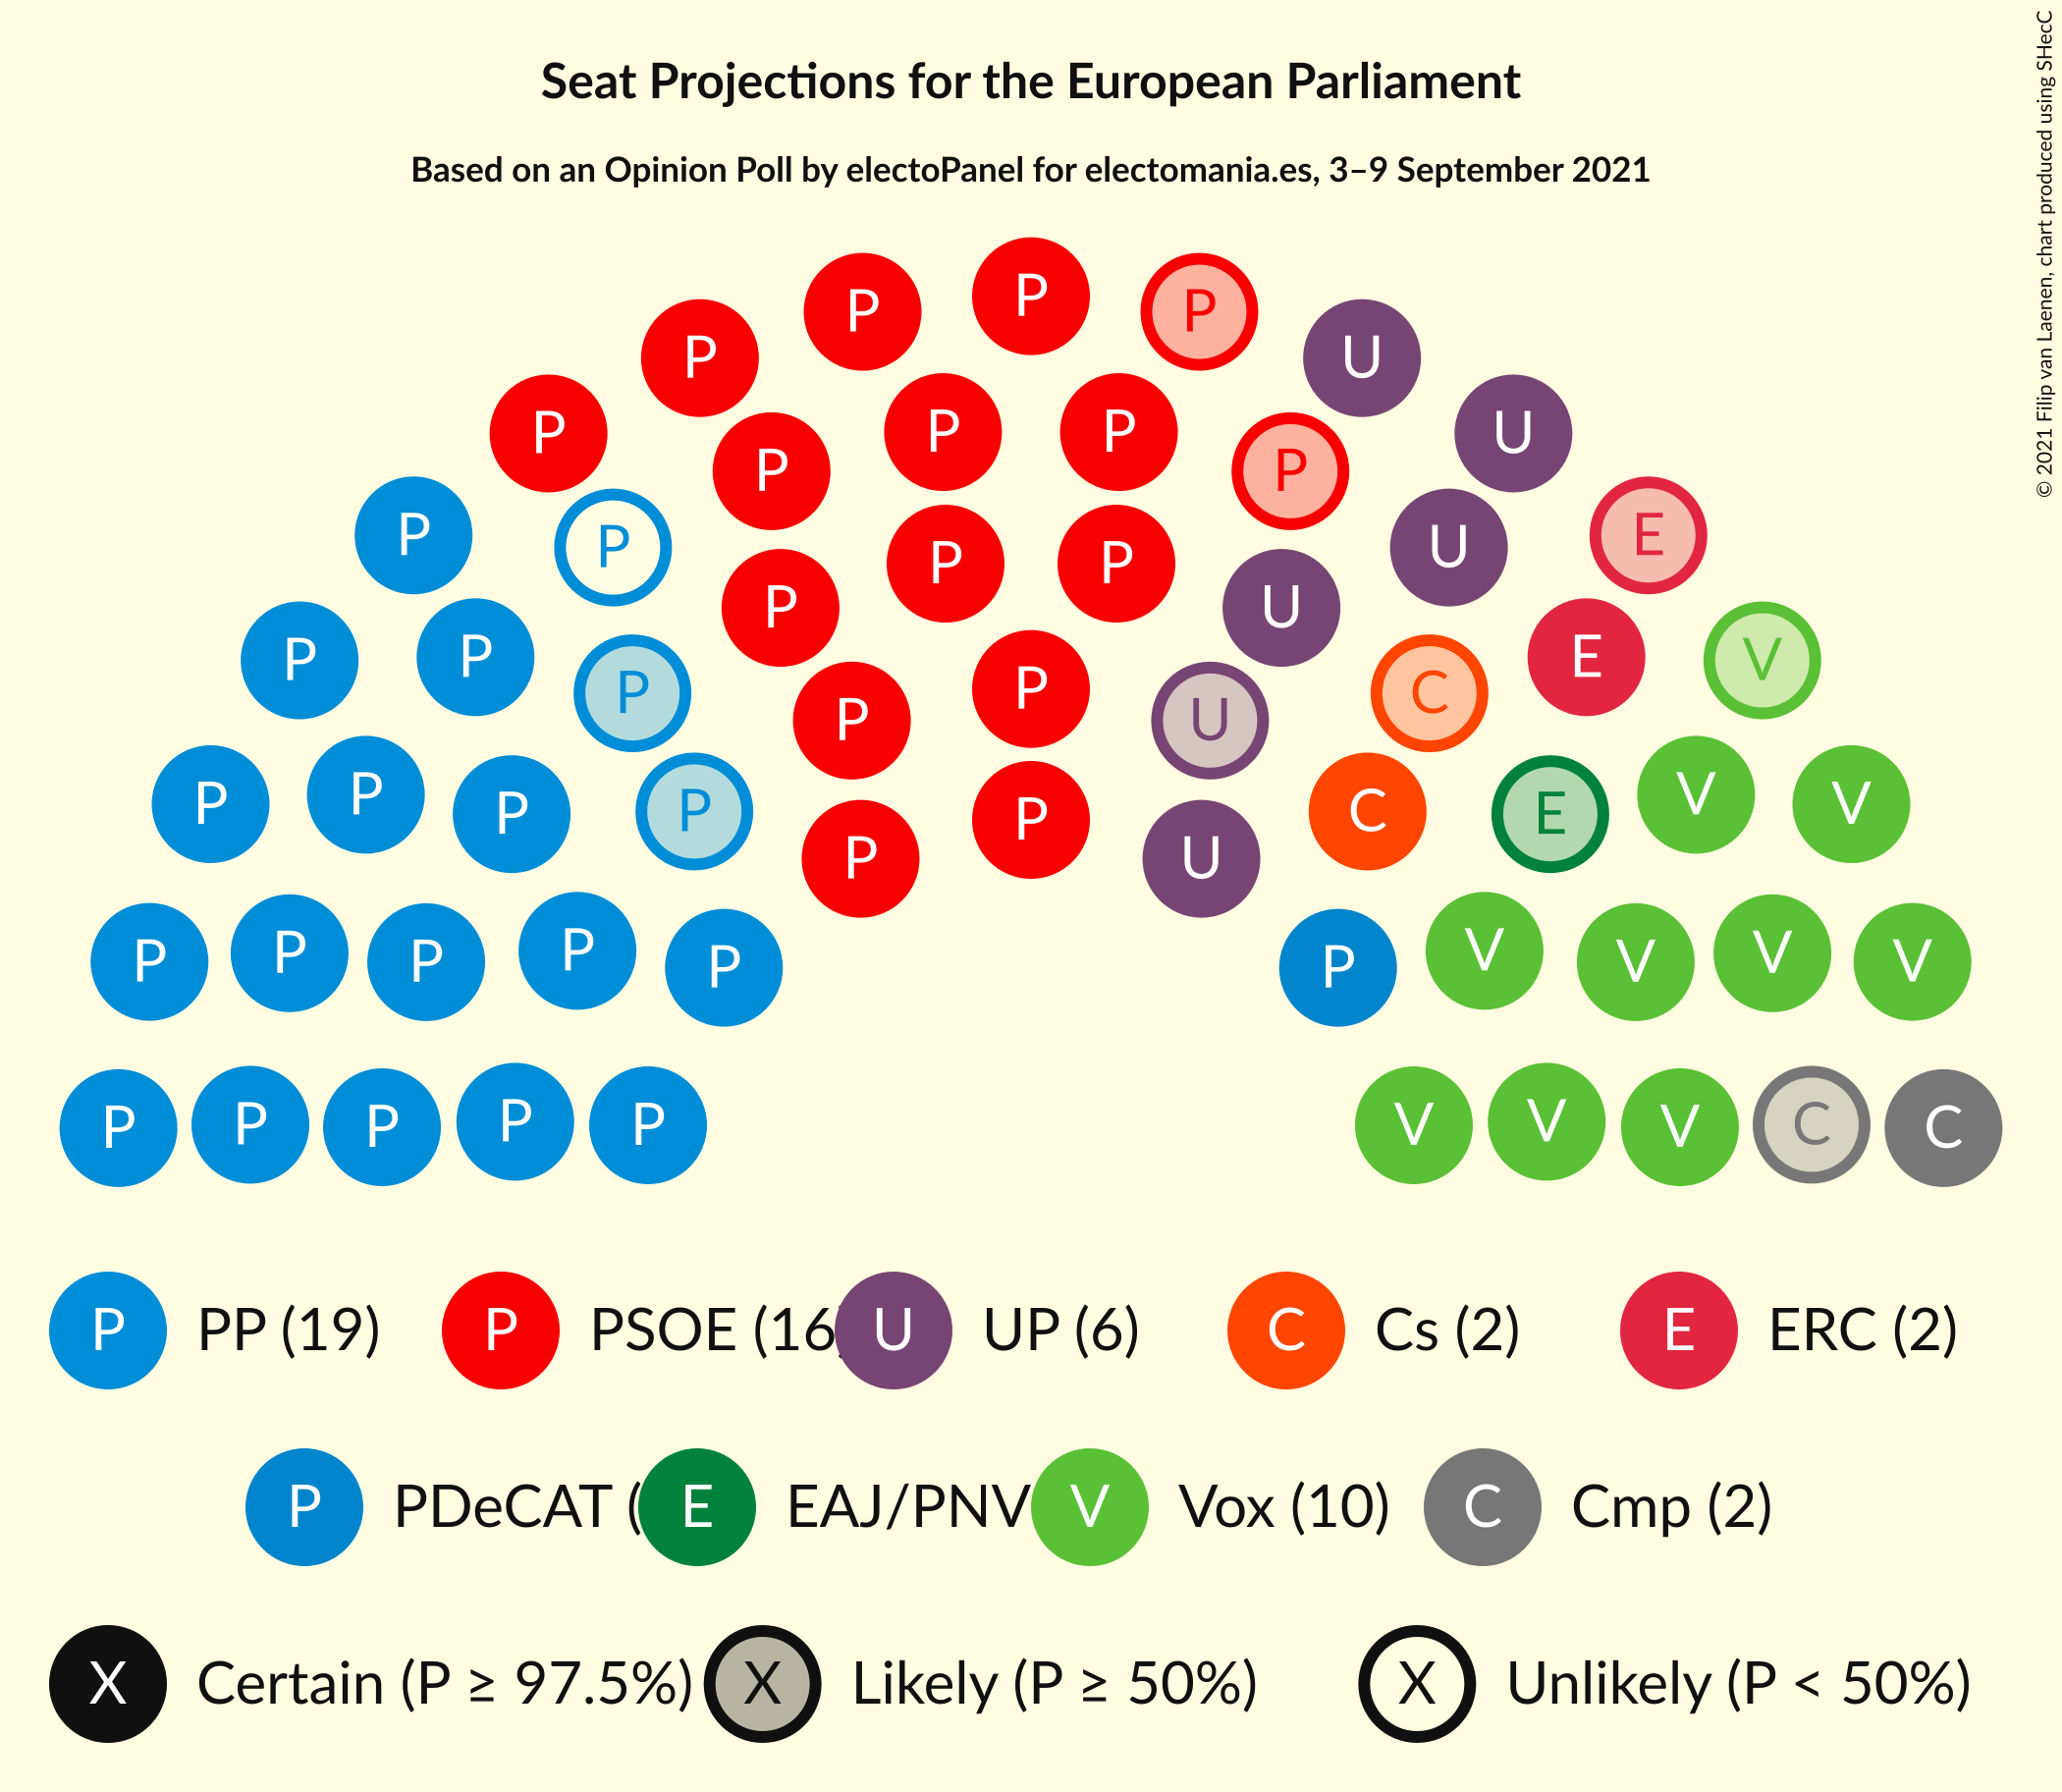 Seat Projections for the European Parliament
Based on an Opinion Poll by electoPanel for electomania.es, 3–9 September 2021
© 2021 Filip van Laenen, chart produced using SHecC
P P P
P U
P U
P P
P P
P E
P P U
P P
P U
P P E V
P P C
P P U
P P V V
P P C E
P P U
P P P P P P V V V V
P P P P P V V V C C
P PP (19) P PSOE (16 U UP (6) C Cs (2) E ERC (2)
P PDeCAT ( E EAJ/PNV V Vox (10) C Cmp (2)
X Certain (P ≥ 97.5%) X Likely (P ≥ 50%) X Unlikely (P < 50%)